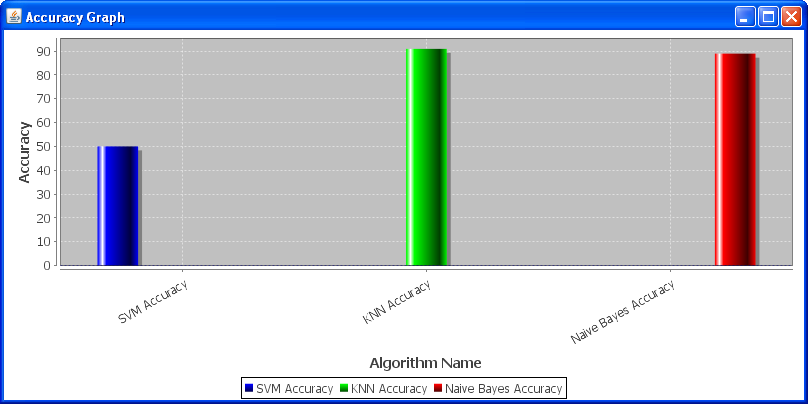 Accuracy Graph
90
80
70
60
50
40
30
20
10
0
Accuracy
SVM Accuracy
KNN Accuracy
Naive Bayes Accuracy
Algorithm Name
SVM Accuracy KNN Accuracy Naive Bayes Accuracy